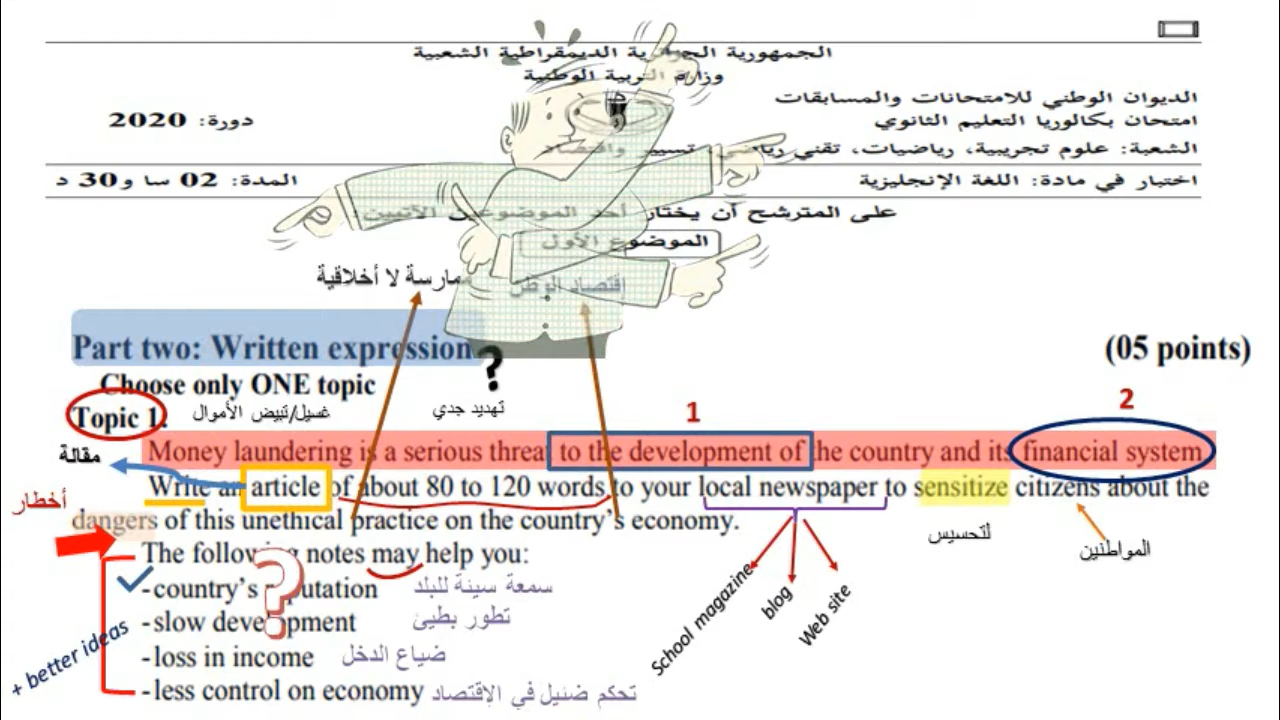 الجمهورية الجزائرية الديمقراطية الشعبية
وزارة التربية الوطنية
الديوان الوطني للامتحانات والمسابقات
امتحان بكالوريا التعليم الثانوي
دورة: 2020
الشعبة: علوم تجريبية، رياضيات، تقني رياضي، تسيير واقتصاد
اختبار في مادة: اللغة الإنجليزية
المدة: 02 سا و30 د
على المترشح أن يختار أحد الموضوعين الآتيين:
الموضوع الأول
ممارسة لا أخلاقية
اقتصاد الوطن
Part two: Written expression
(05 points)
?
Choose only ONE topic
Topic 1.
غسيل/تبيض الأموال
تهديد جدي
1
2
Money laundering is a serious threat to the development of the country and its financial system
مقالة
Write an article of about 80 to 120 words to your local newspaper to sensitize citizens about the
أخطار
dangers of this unethical practice on the country's economy.
لتحسيس
المواطنين
The following notes may help you:
?
-country's reputation سمعة سيئة للبلد
-slow development تطور بطيئ
-loss in income ضياع الدخل
-less control on economy تحكم ضئيل في الإقتصاد
+ better ideas
School magazine
blog
Web site